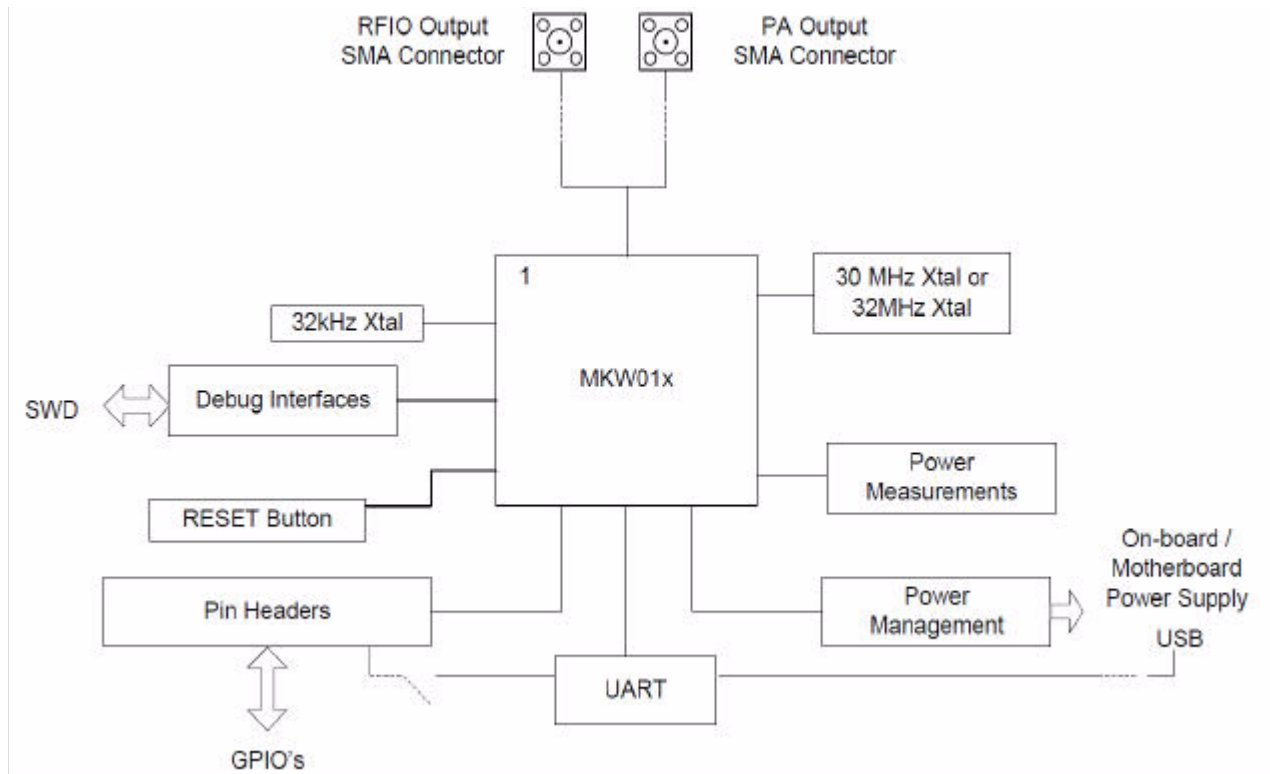 RFIO Output
SMA Connector
PA Output
SMA Connector
1
30 MHz Xtal or
32MHz Xtal
32kHz Xtal
MKW01x
SWD
Debug Interfaces
Power
Measurements
RESET Button
On-board /
Motherboard
Power Supply
USB
Pin Headers
Power
Management
UART
GPIO's